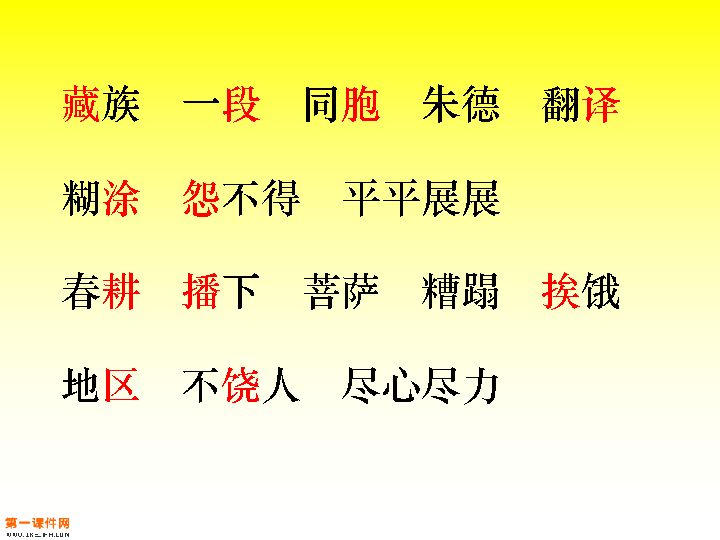 藏族 一段 同胞 朱德 翻译
糊涂 怨不得 平平展展
春耕 播下 菩萨 糟蹋 挨饿
地区 不饶人 尽心尽力
第一课件网